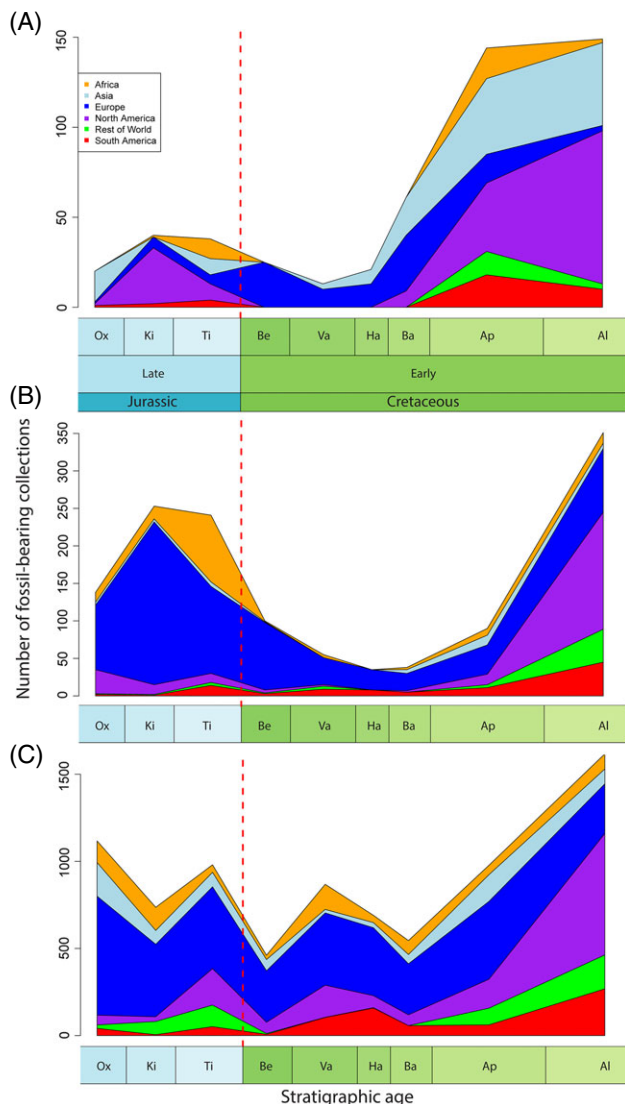 (A)
150
100
50
0
Africa
Asia
Europe
North America
Rest of World
South America
Ox Ki Ti Be Va Ha Ba Ap Al
Late Early
Jurassic Cretaceous
(B)
Number of fossil-bearing collections
350
300
250
200
150
100
50
0
Ox Ki Ti Be Va Ha Ba Ap Al
(C)
1500
1000
500
0
Ox Ki Ti Be Va Ha Ba Ap Al
Stratigraphic age